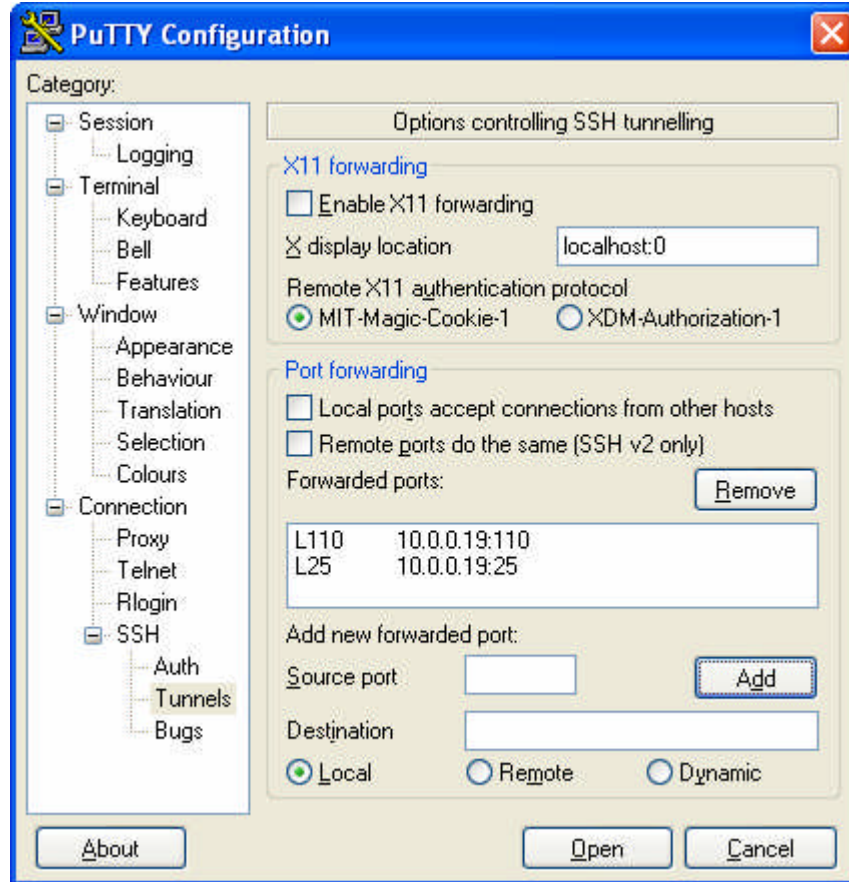 PuTTY Configuration
Category:
Session
Logging
Terminal
Keyboard
Bell
Features
Window
Appearance
Behaviour
Translation
Selection
Colours
Connection
Proxy
Telnet
Rlogin
SSH
Auth
Tunnels
Bugs
Options controlling SSH tunnelling
X11 forwarding
Enable X11 forwarding
X display location localhost:0
Remote X11 authentication protocol
MIT-Magic-Cookie-1 XDM-Authorization-1
Port forwarding
Local ports accept connections from other hosts
Remote ports do the same (SSH v2 only)
Forwarded ports: Remove
L110 10.0.0.19:110
L25 10.0.0.19:25
Add new forwarded port:
Source port Add
Destination
Local Remote Dynamic
About Open Cancel